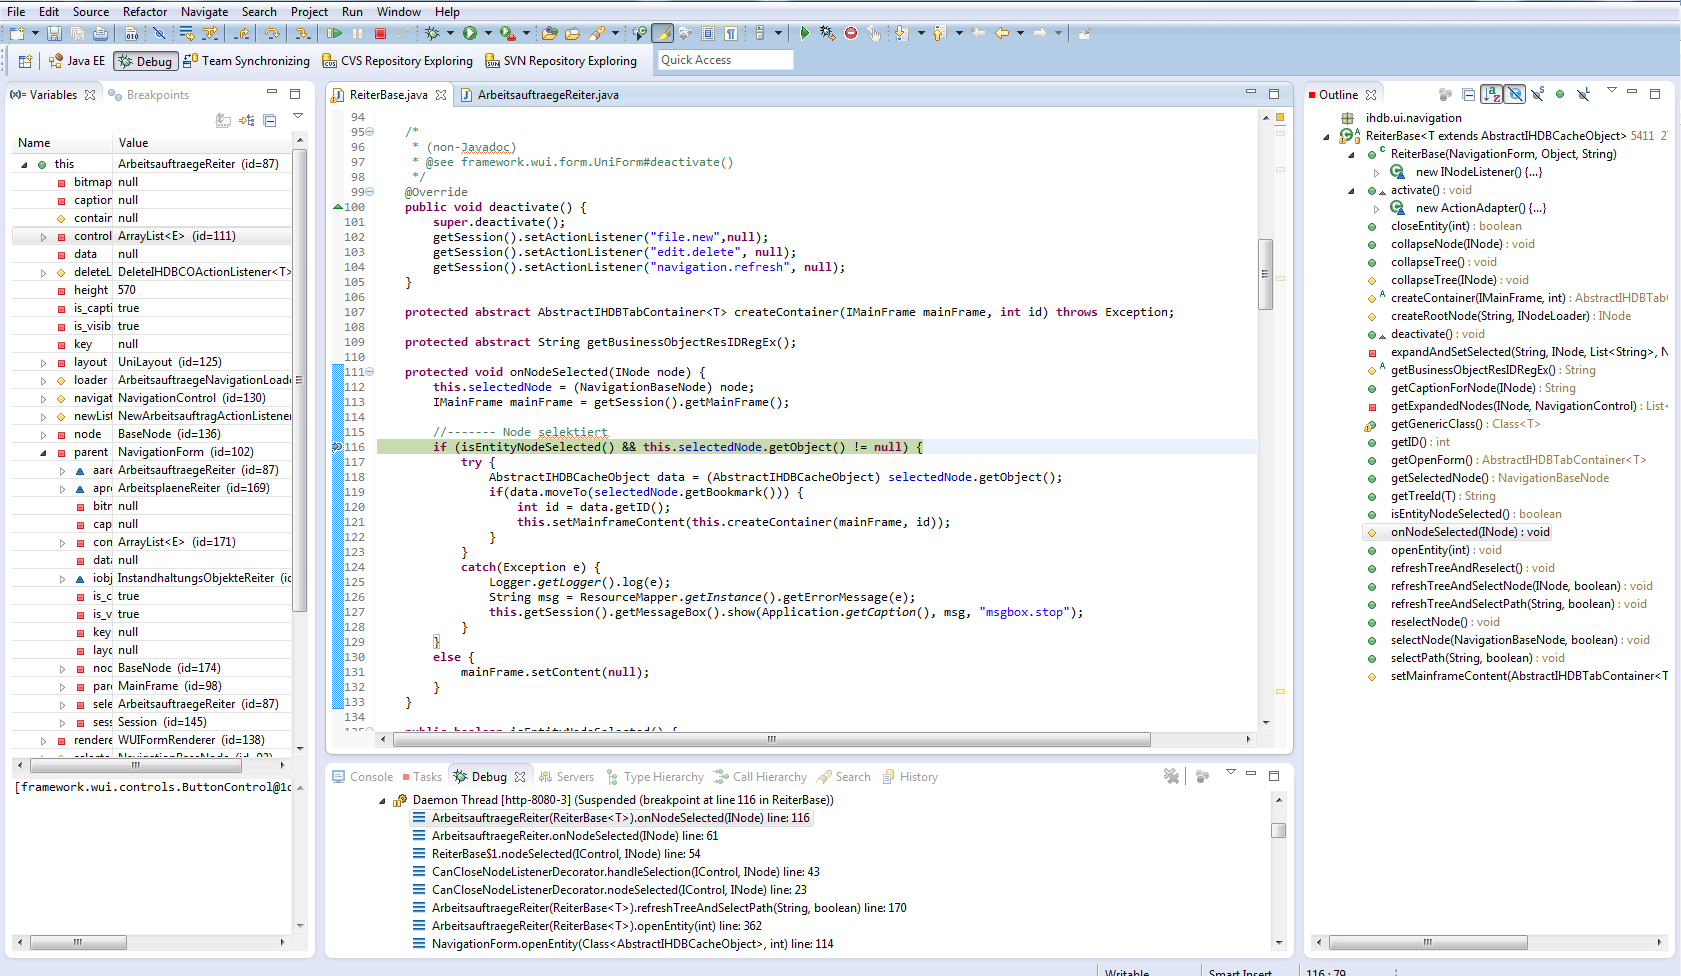 File Edit Source Refactor Navigate Search Project Run Window Help
Java EE Debug Team Synchronizing CVS Repository Exploring SVN Repository Exploring Quick Access
(x)= Variables Breakpoints
Name Value
this ArbeitsauftraegeReiter (id=87)
bitmap null
caption null
contain null
control ArrayList<E> (id=111)
data null
deleteL DeleteIHDBCOActionListener<T>
height 570
is_capti true
is_visib true
key null
layout UniLayout (id=125)
loader ArbeitsauftraegeNavigationLoade
navigat NavigationControl (id=130)
newList NewArbeitsauftragActionListener
node BaseNode (id=136)
parent NavigationForm (id=102)
aare ArbeitsauftraegeReiter (id=87)
apre ArbeitsplaeneReiter (id=169)
bitn null
cap null
con ArrayList<E> (id=171)
data null
iobj InstandhaltungsObjekteReiter (id
is_c true
is_v true
key null
layo null
nod BaseNode (id=174)
pare MainFrame (id=98)
sele ArbeitsauftraegeReiter (id=87)
sess Session (id=145)
rendere WUIFormRenderer (id=138)
[framework.wui.controls.ButtonControl@1d
ReiterBase.java ArbeitsauftraegeReiter.java
94
95 /*
96 * (non-Javadoc)
97 * @see framework.wui.form.UniForm#deactivate()
98 */
99 @Override
100 public void deactivate() {
101 super.deactivate();
102 getSession().setActionListener("file.new",null);
103 getSession().setActionListener("edit.delete", null);
104 getSession().setActionListener("navigation.refresh", null);
105 }
106
107 protected abstract AbstractIHDBTabContainer<T> createContainer(IMainFrame mainFrame, int id) throws Exception;
108
109 protected abstract String getBusinessObjectResIDRegEx();
110
111 protected void onNodeSelected(INode node) {
112 this.selectedNode = (NavigationBaseNode) node;
113 IMainFrame mainFrame = getSession().getMainFrame();
114
115 //------- Node selektiert
116 if (isEntityNodeSelected() && this.selectedNode.getObject() != null) {
117 try {
118 AbstractIHDBCacheObject data = (AbstractIHDBCacheObject) selectedNode.getObject();
119 if(data.moveTo(selectedNode.getBookmark())) {
120 int id = data.getID();
121 this.setMainframeContent(this.createContainer(mainFrame, id));
122 }
123 }
124 catch(Exception e) {
125 Logger.getLogger().log(e);
126 String msg = ResourceMapper.getInstance().getErrorMessage(e);
127 this.getSession().getMessageBox().show(Application.getCaption(), msg, "msgbox.stop");
128 }
129 }
130 else {
131 mainFrame.setContent(null);
132 }
133 }
134
135 public boolean isEntityNodeSelected() {
Console Tasks Debug Servers Type Hierarchy Call Hierarchy Search History
Daemon Thread [http-8080-3] (Suspended (breakpoint at line 116 in ReiterBase))
ArbeitsauftraegeReiter(ReiterBase<T>).onNodeSelected(INode) line: 116
ArbeitsauftraegeReiter.onNodeSelected(INode) line: 61
ReiterBase$1.nodeSelected(IControl, INode) line: 54
CanCloseNodeListenerDecorator.handleSelection(IControl, INode) line: 43
CanCloseNodeListenerDecorator.nodeSelected(IControl, INode) line: 23
ArbeitsauftraegeReiter(ReiterBase<T>).refreshTreeAndSelectPath(String, boolean) line: 170
ArbeitsauftraegeReiter(ReiterBase<T>).openEntity(int) line: 362
NavigationForm.openEntity(Class<AbstractIHDBCacheObject>, int) line: 114
Outline
ihdb.ui.navigation
ReiterBase<T extends AbstractIHDBCacheObject> 5411 2
ReiterBase(NavigationForm, Object, String)
new INodeListener() {...}
activate() : void
new ActionAdapter() {...}
closeEntity(int) : boolean
collapseNode(INode) : void
collapseTree() : void
collapseTree(INode) : void
createContainer(IMainFrame, int) : AbstractIHDBTab
createRootNode(String, INodeLoader) : INode
deactivate() : void
expandAndSetSelected(String, INode, List<String>, N
getBusinessObjectResIDRegEx() : String
getCaptionForNode(INode) : String
getExpandedNodes(INode, NavigationControl) : List<
getGenericClass() : Class<T>
getID() : int
getOpenForm() : AbstractIHDBTabContainer<T>
getSelectedNode() : NavigationBaseNode
getTreeId(T) : String
isEntityNodeSelected() : boolean
onNodeSelected(INode) : void
openEntity(int) : void
refreshTreeAndReselect() : void
refreshTreeAndSelectNode(INode, boolean) : void
refreshTreeAndSelectPath(String, boolean) : void
reselectNode() : void
selectNode(NavigationBaseNode, boolean) : void
selectPath(String, boolean) : void
setMainframeContent(AbstractIHDBTabContainer<T
Writable Smart Insert 116 : 79